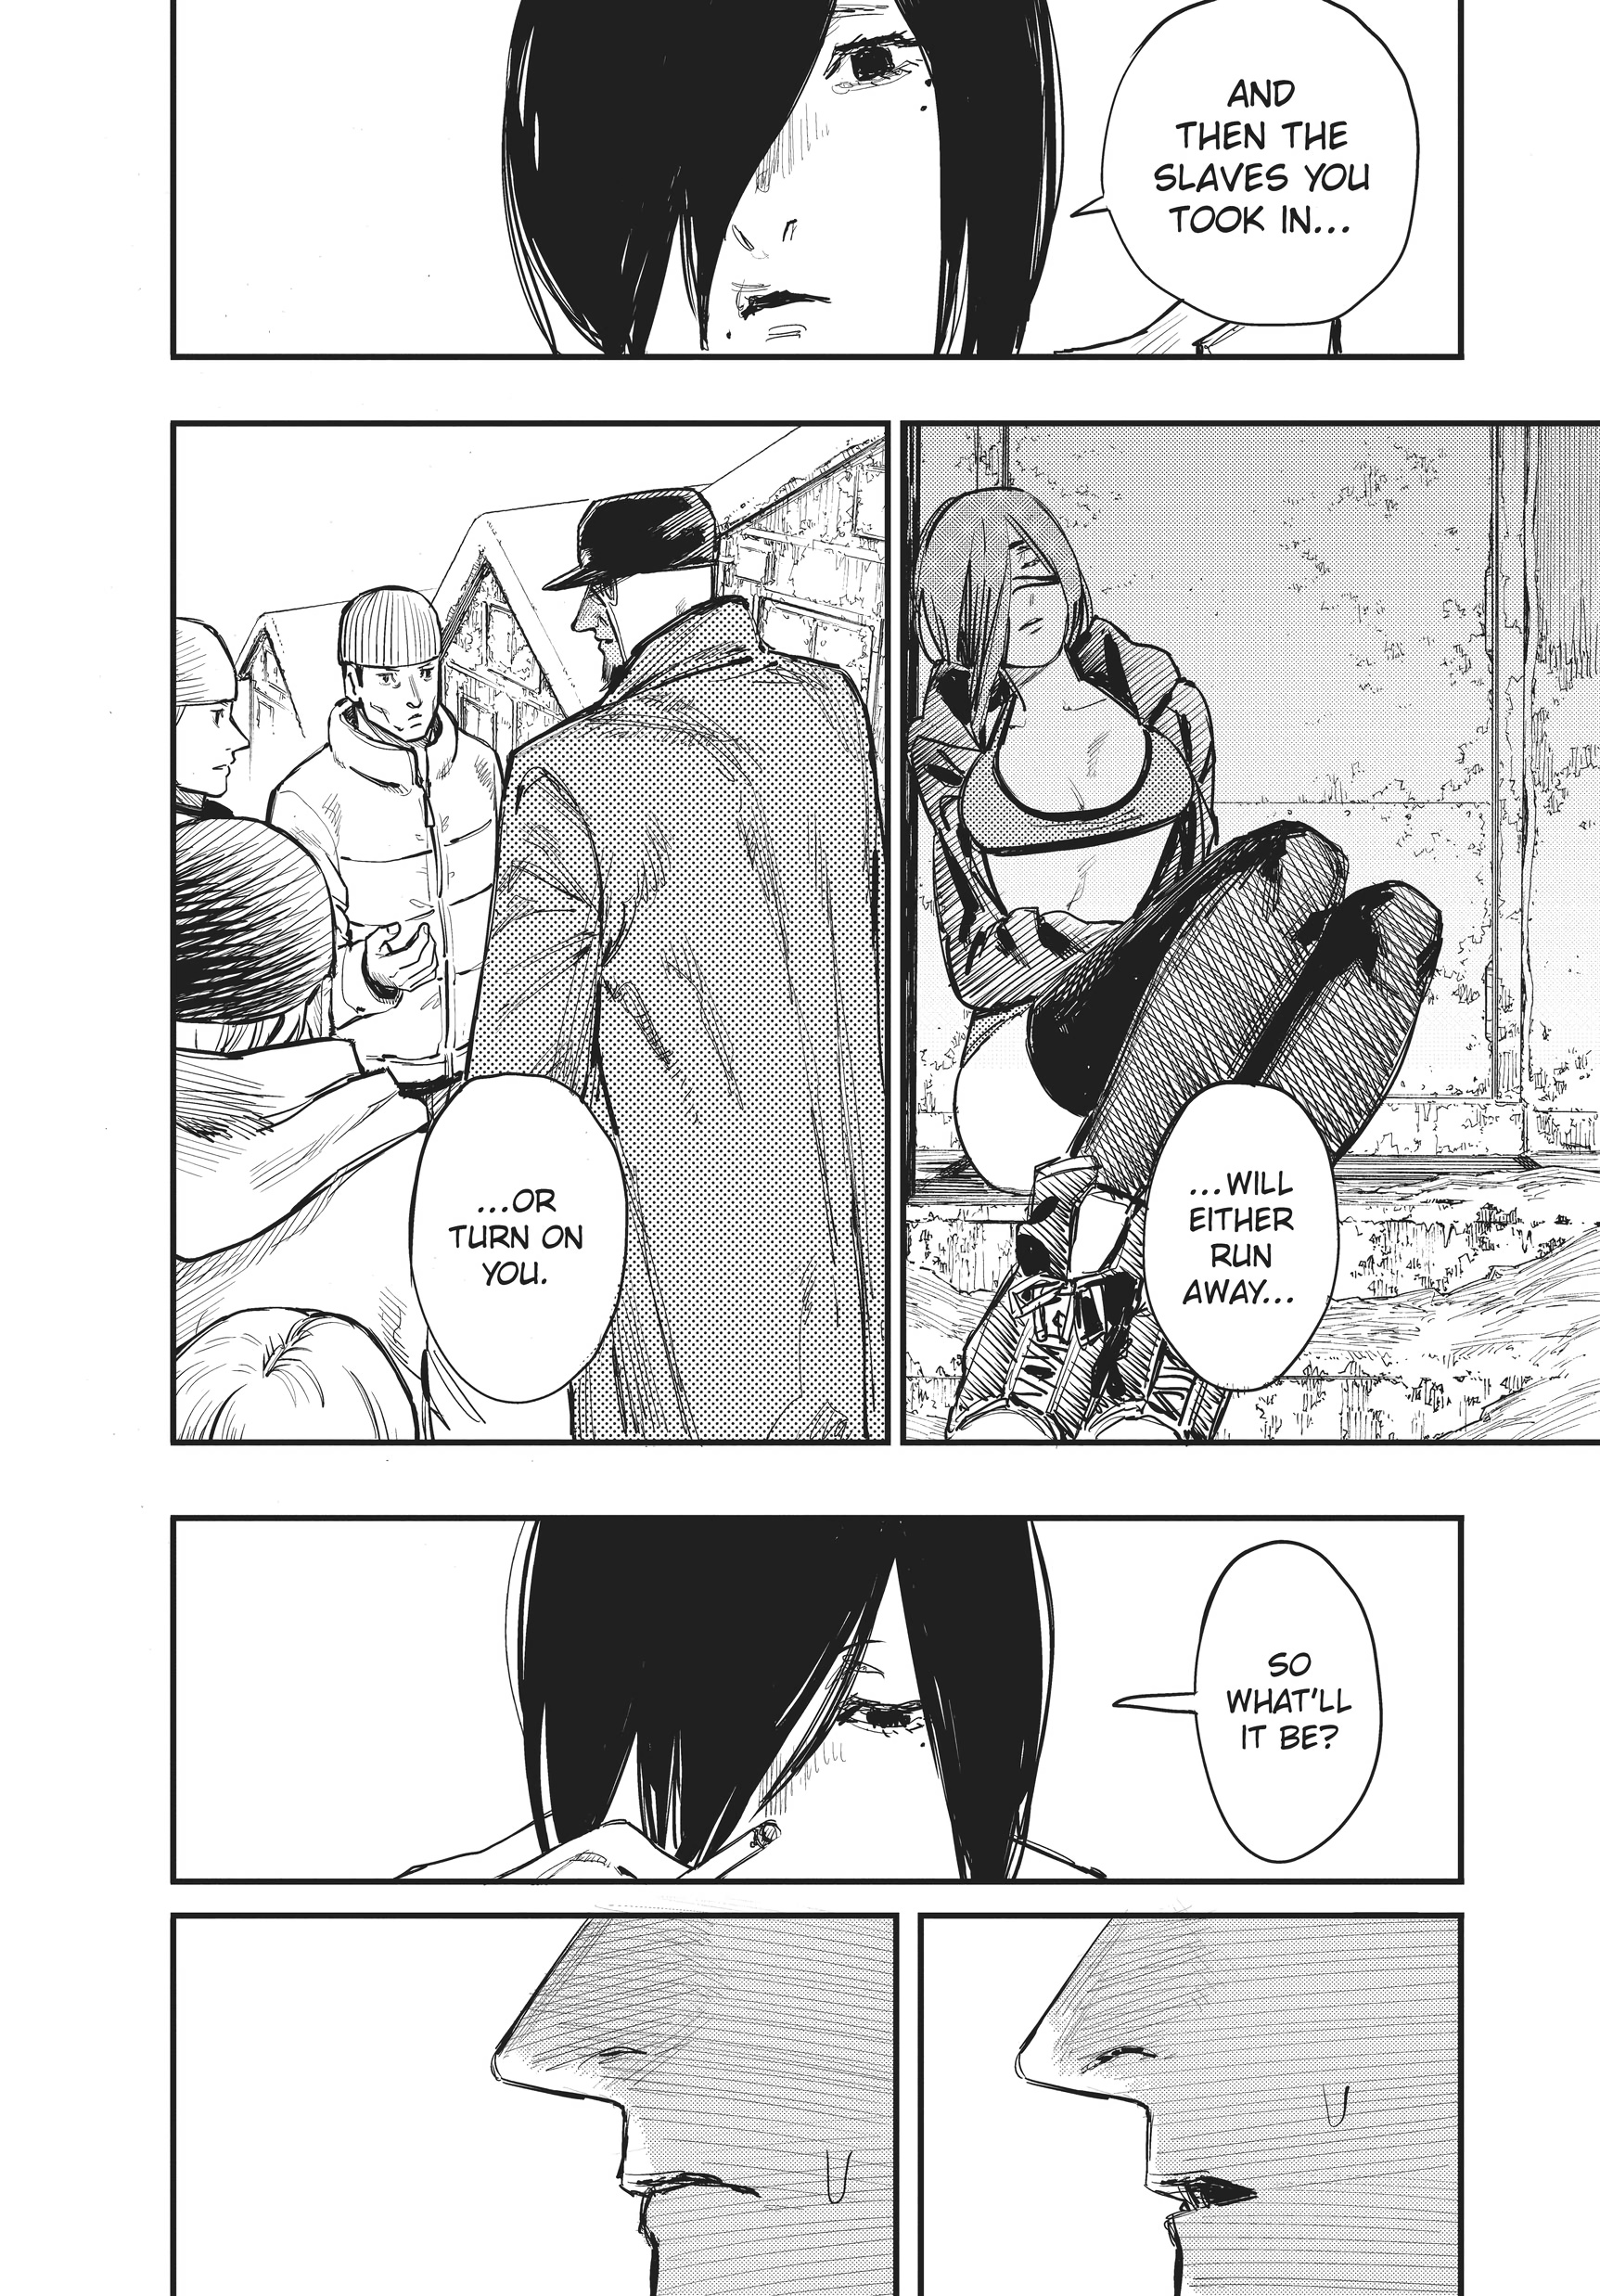 AND
THEN THE
SLAVES YOU
TOOK IN...
...WILL
EITHER
RUN
AWAY...
...OR
TURN ON
YOU.
SO
WHAT'LL
IT BE?